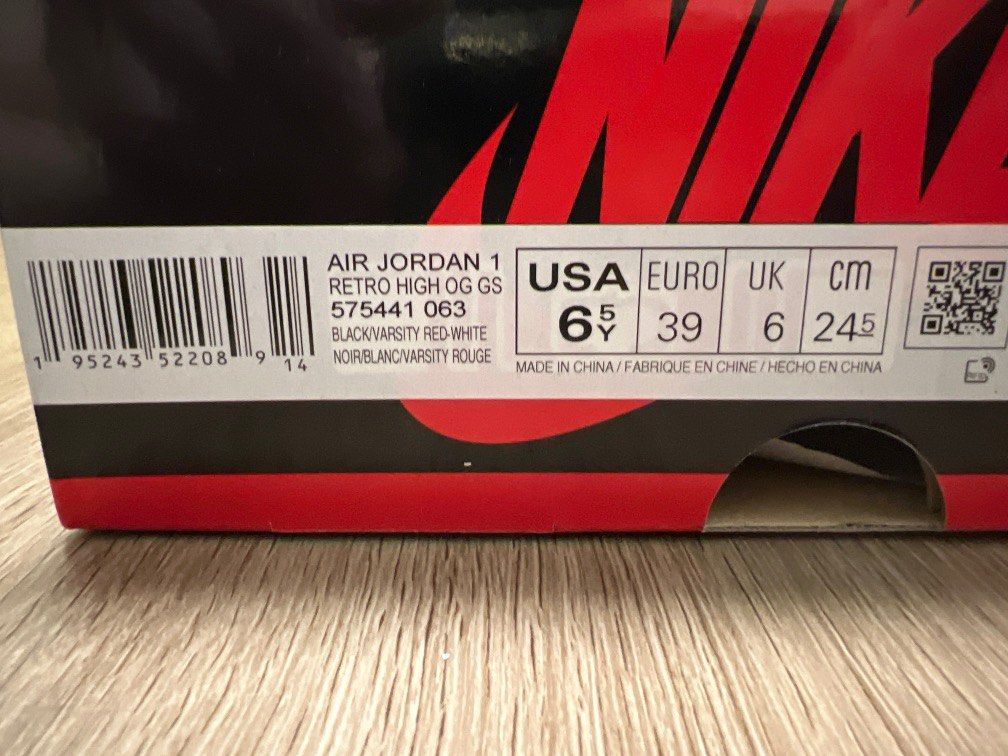 NIKE
AIR JORDAN 1
RETRO HIGH OG GS
575441 063
BLACK/VARSITY RED-WHITE
NOIR/BLANC/VARSITY ROUGE
1 95243 52208 9 14
USA EURO UK CM
6 5Y 39 6 24 5
MADE IN CHINA / FABRIQUE EN CHINE / HECHO EN CHINA